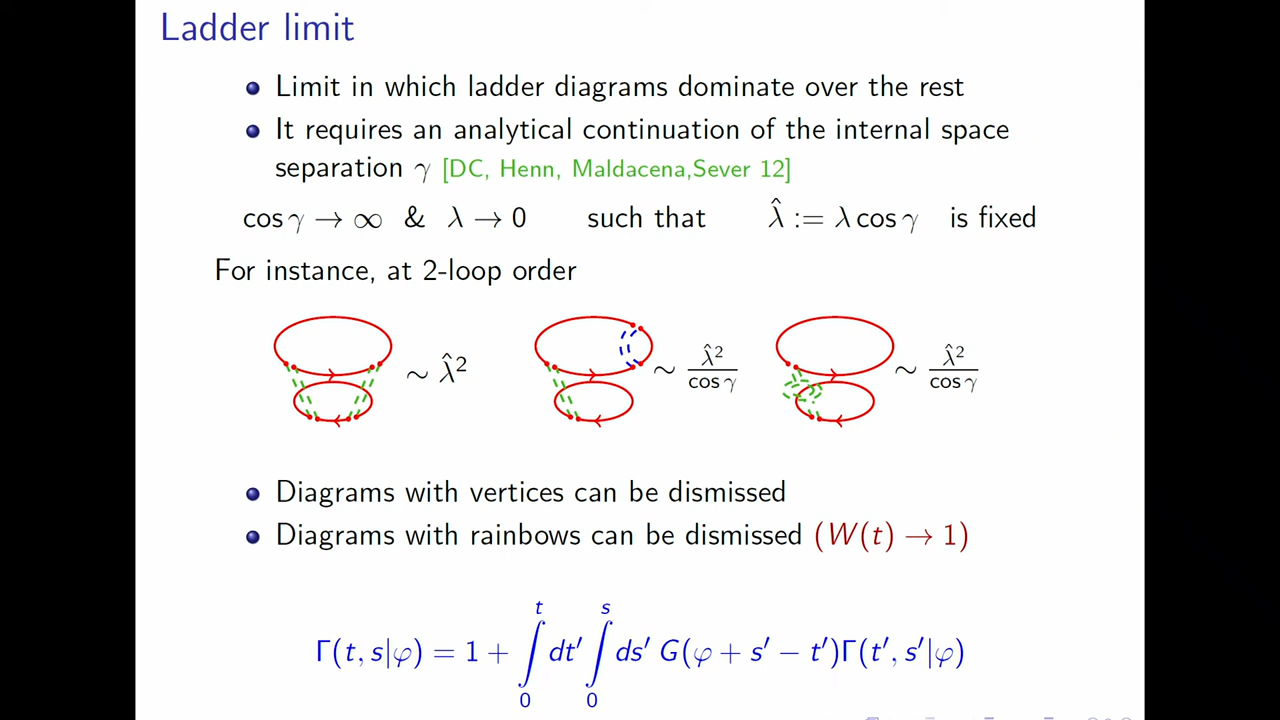 Ladder limit
Limit in which ladder diagrams dominate over the rest
It requires an analytical continuation of the internal space
separation γ [DC, Henn, Maldacena,Sever 12]
cos γ → ∞ & λ → 0 such that λ̂ := λ cos γ is fixed
For instance, at 2-loop order
∼ λ̂² ∼ λ̂²/cos γ ∼ λ̂²/cos γ
Diagrams with vertices can be dismissed
Diagrams with rainbows can be dismissed (W(t) → 1)
Γ(t, s|φ) = 1 + ∫₀ᵗ dt′ ∫₀ˢ ds′ G(φ + s′ − t′)Γ(t′, s′|φ)